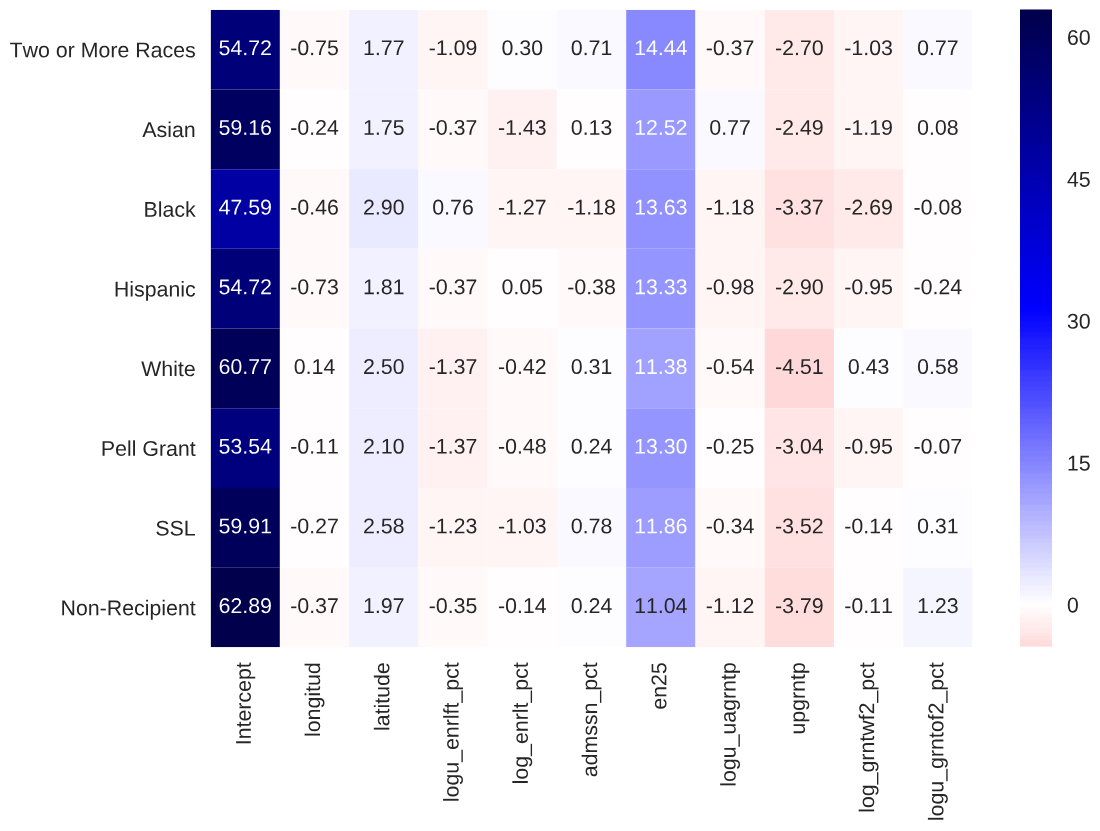 Two or More Races 54.72 -0.75 1.77 -1.09 0.30 0.71 14.44 -0.37 -2.70 -1.03 0.77
Asian 59.16 -0.24 1.75 -0.37 -1.43 0.13 12.52 0.77 -2.49 -1.19 0.08
Black 47.59 -0.46 2.90 0.76 -1.27 -1.18 13.63 -1.18 -3.37 -2.69 -0.08
Hispanic 54.72 -0.73 1.81 -0.37 0.05 -0.38 13.33 -0.98 -2.90 -0.95 -0.24
White 60.77 0.14 2.50 -1.37 -0.42 0.31 11.38 -0.54 -4.51 0.43 0.58
Pell Grant 53.54 -0.11 2.10 -1.37 -0.48 0.24 13.30 -0.25 -3.04 -0.95 -0.07
SSL 59.91 -0.27 2.58 -1.23 -1.03 0.78 11.86 -0.34 -3.52 -0.14 0.31
Non-Recipient 62.89 -0.37 1.97 -0.35 -0.14 0.24 11.04 -1.12 -3.79 -0.11 1.23
Intercept
longitud
latitude
logu_enrlft_pct
log_enrlt_pct
admssn_pct
en25
logu_uagrntp
upgrntp
log_grntwf2_pct
logu_grntof2_pct
60
45
30
15
0